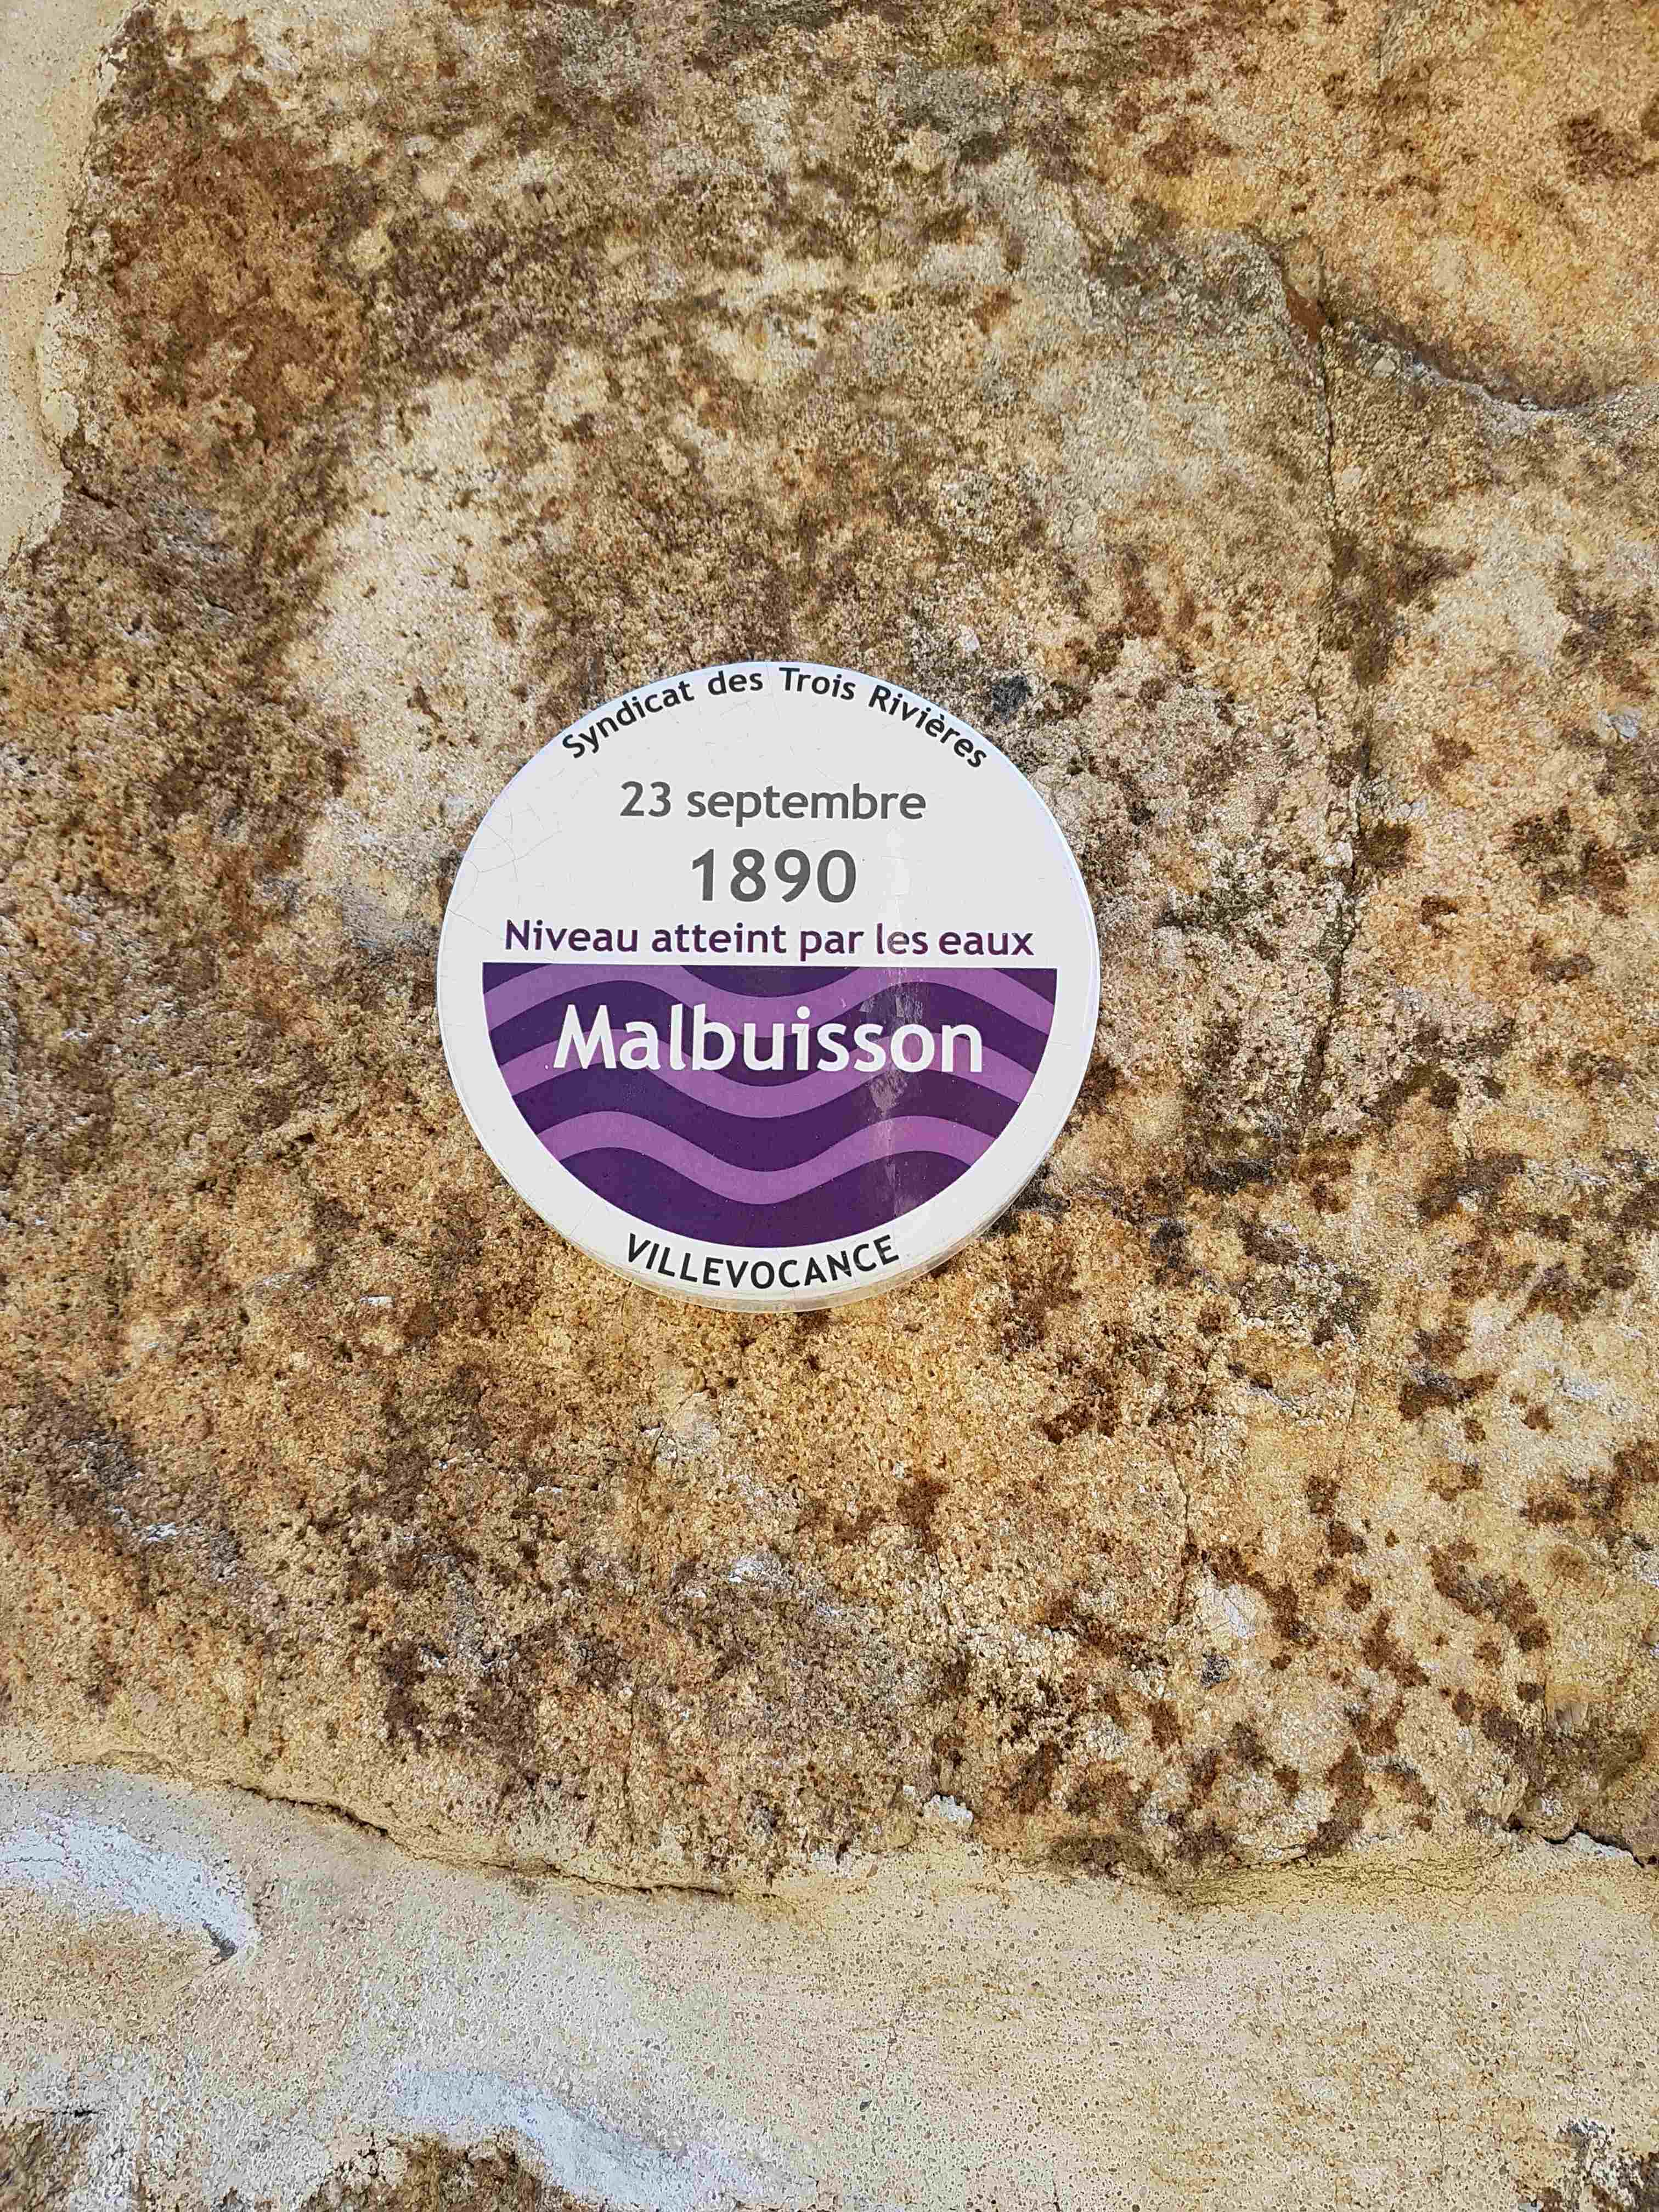 Syndicat des Trois Rivières
23 septembre
1890
Niveau atteint par les eaux
Malbuisson
VILLEVOCANCE